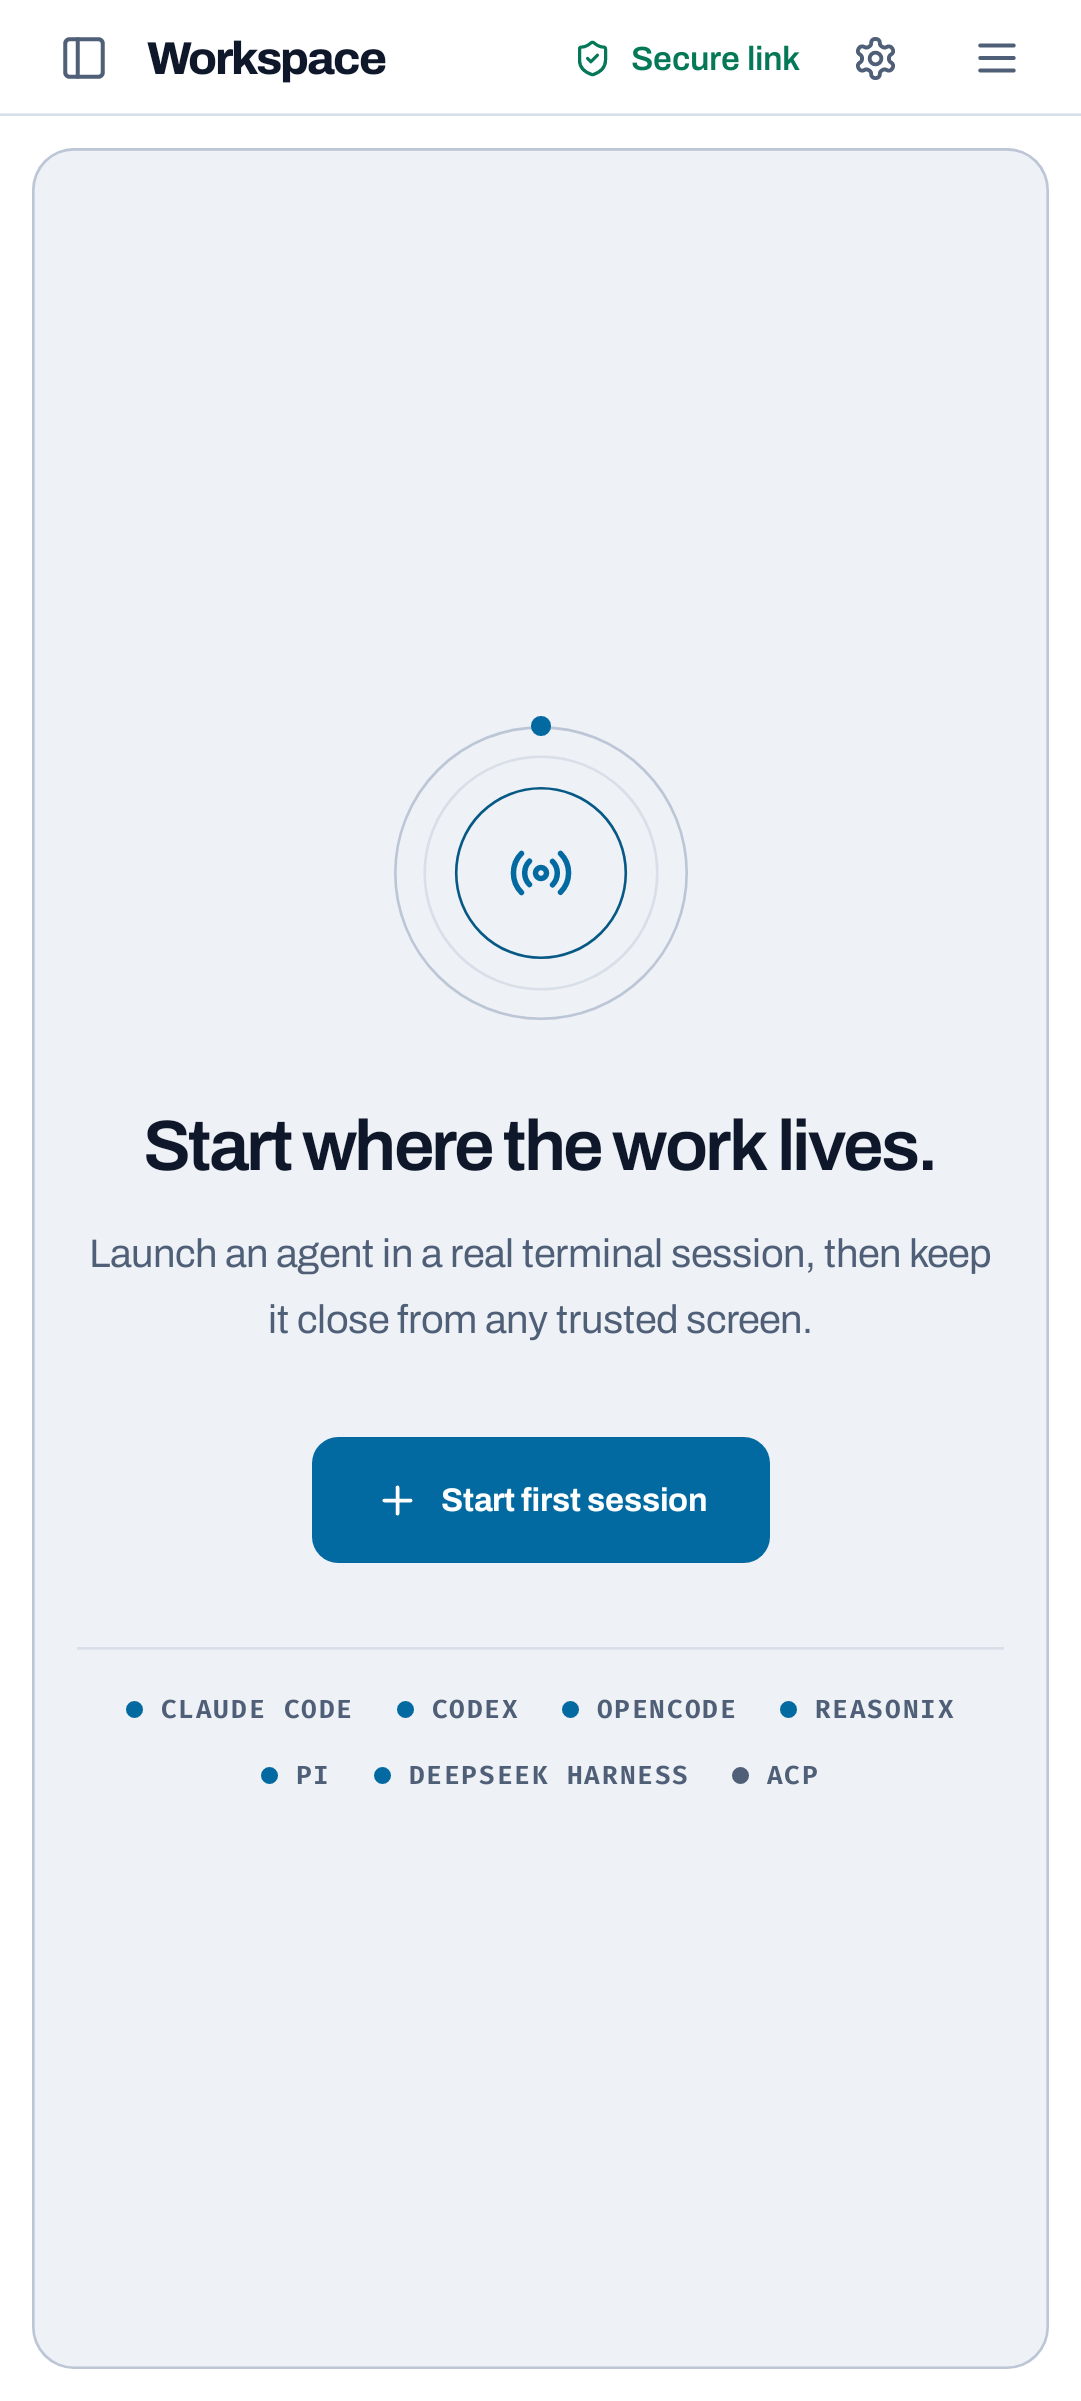 Workspace
Secure link
Start where the work lives.
Launch an agent in a real terminal session, then keep
it close from any trusted screen.
Start first session
CLAUDE CODE CODEX OPENCODE REASONIX
PI DEEPSEEK HARNESS ACP